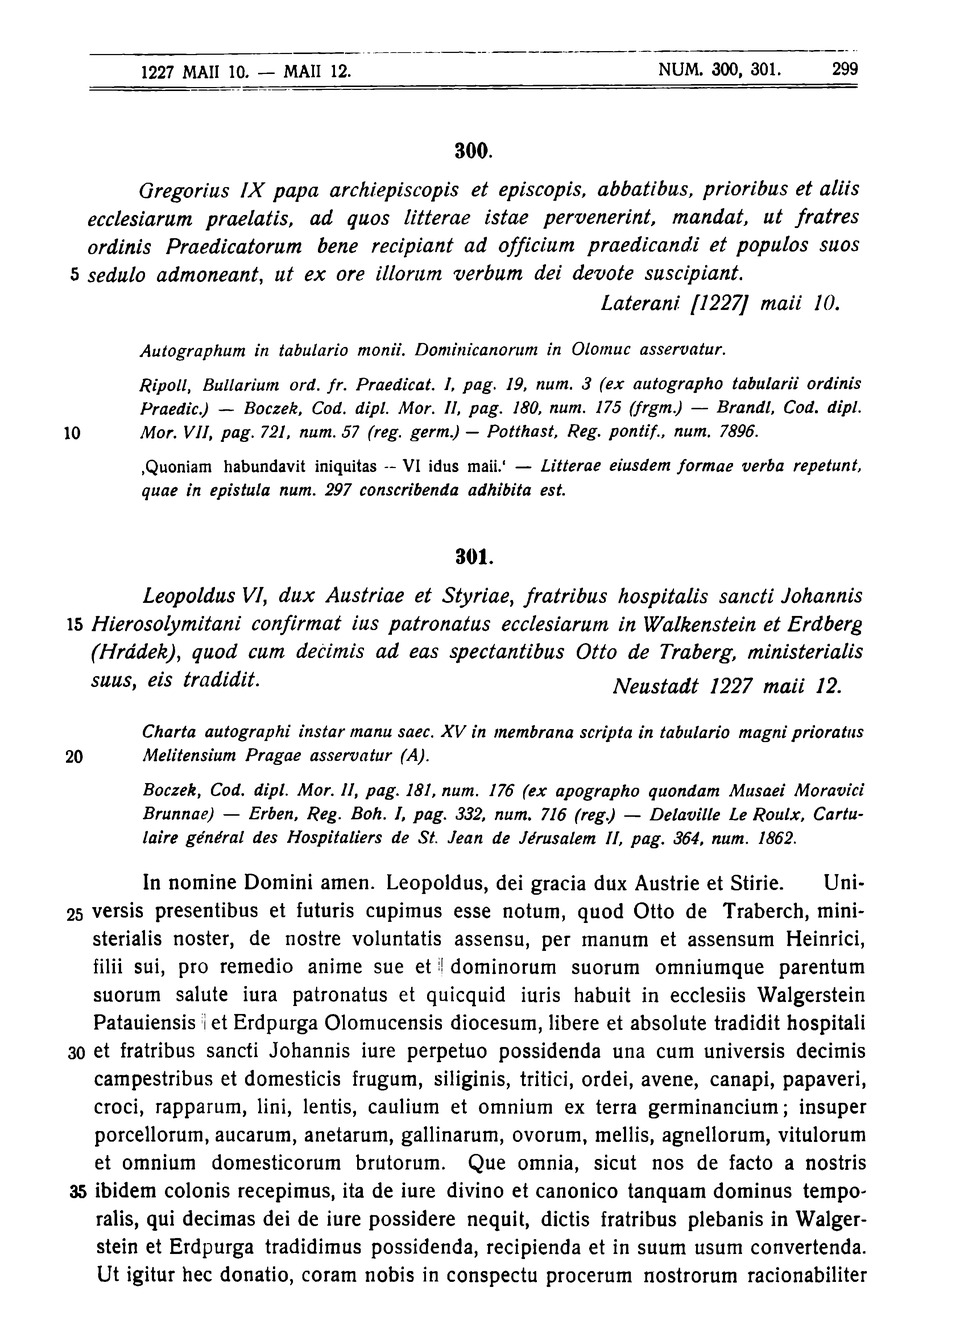 1227 MAII 10. — MAII 12. NUM. 300, 301. 299
300.
Gregorius IX papa archiepiscopis et episcopis, abbatibus, prioribus et aliis
ecclesiarum praelatis, ad quos litterae istae pervenerint, mandat, ut fratres
ordinis Praedicatorum bene recipiant ad officium praedicandi et populos suos
5 sedulo admoneant, ut ex ore illorum verbum dei devote suscipiant.
Laterani [1227] maii 10.
Autographum in tabulario monii. Dominicanorum in Olomuc asservatur.
Ripoll, Bullarium ord. fr. Praedicat. I, pag. 19, num. 3 (ex autographo tabularii ordinis
Praedic.) — Boczek, Cod. dipl. Mor. II, pag. 180, num. 175 (frgm.) — Brandl, Cod. dipl.
10 Mor. VII, pag. 721, num. 57 (reg. germ.) — Potthast, Reg. pontif., num. 7896.
‚Quoniam habundavit iniquitas -- VI idus maii.‘ — Litterae eiusdem formae verba repetunt,
quae in epistula num. 297 conscribenda adhibita est.
301.
Leopoldus VI, dux Austriae et Styriae, fratribus hospitalis sancti Johannis
15 Hierosolymitani confirmat ius patronatus ecclesiarum in Walkenstein et Erdberg
(Hrádek), quod cum decimis ad eas spectantibus Otto de Traberg, ministerialis
suus, eis tradidit. Neustadt 1227 maii 12.
Charta autographi instar manu saec. XV in membrana scripta in tabulario magni prioratus
20 Melitensium Pragae asservatur (A).
Boczek, Cod. dipl. Mor. II, pag. 181, num. 176 (ex apographo quondam Musaei Moravici
Brunnae) — Erben, Reg. Boh. I, pag. 332, num. 716 (reg.) — Delaville Le Roulx, Cartu-
laire général des Hospitaliers de St. Jean de Jérusalem II, pag. 364, num. 1862.
In nomine Domini amen. Leopoldus, dei gracia dux Austrie et Stirie. Uni-
25 versis presentibus et futuris cupimus esse notum, quod Otto de Traberch, mini-
sterialis noster, de nostre voluntatis assensu, per manum et assensum Heinrici,
filii sui, pro remedio anime sue et || dominorum suorum omniumque parentum
suorum salute iura patronatus et quicquid iuris habuit in ecclesiis Walgerstein
Patauiensis || et Erdpurga Olomucensis diocesum, libere et absolute tradidit hospitali
30 et fratribus sancti Johannis iure perpetuo possidenda una cum universis decimis
campestribus et domesticis frugum, siliginis, tritici, ordei, avene, canapi, papaveri,
croci, rapparum, lini, lentis, caulium et omnium ex terra germinancium; insuper
porcellorum, aucarum, anetarum, gallinarum, ovorum, mellis, agnellorum, vitulorum
et omnium domesticorum brutorum. Que omnia, sicut nos de facto a nostris
35 ibidem colonis recepimus, ita de iure divino et canonico tanquam dominus tempo-
ralis, qui decimas dei de iure possidere nequit, dictis fratribus plebanis in Walger-
stein et Erdpurga tradidimus possidenda, recipienda et in suum usum convertenda.
Ut igitur hec donatio, coram nobis in conspectu procerum nostrorum racionabiliter